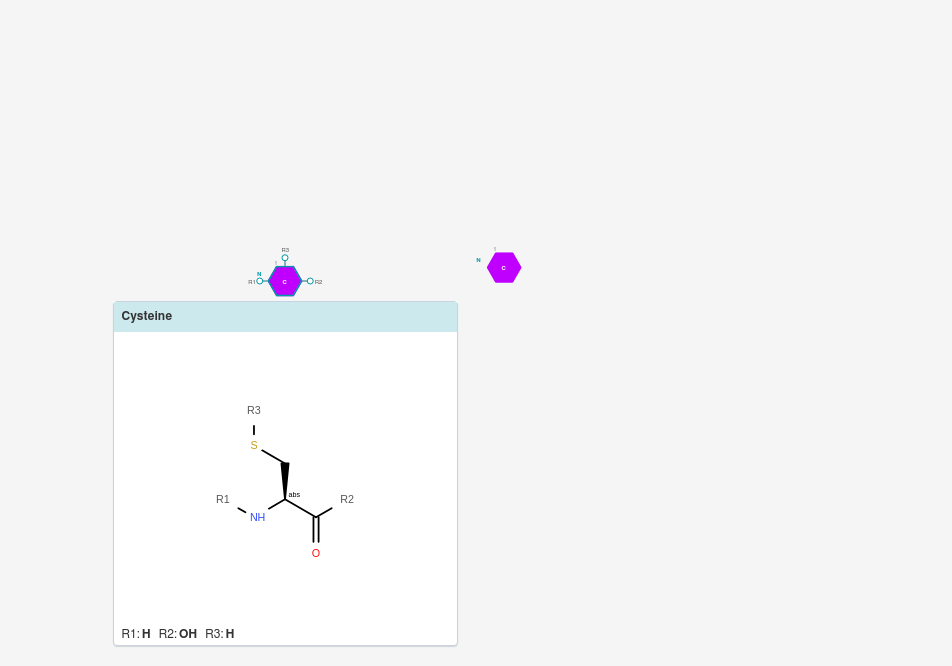 R3
1
N
R1
C
R2
1
N
C
Cysteine
R3
S
abs
R1
R2
NH
O
R1: H R2: OH R3: H